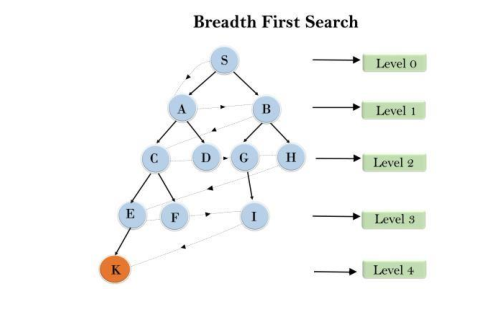 Breadth First Search
S
Level 0
A
B
Level 1
C
D
G
H
Level 2
E
F
I
Level 3
K
Level 4